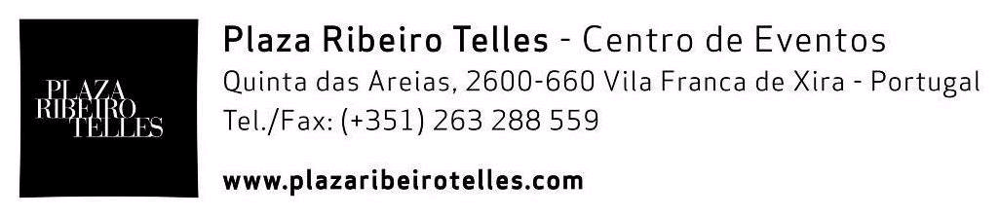 PLAZA
RIBEIRO
TELLES
Plaza Ribeiro Telles - Centro de Eventos
Quinta das Areias, 2600-660 Vila Franca de Xira - Portugal
Tel./Fax: (+351) 263 288 559
www.plazaribeirotelles.com